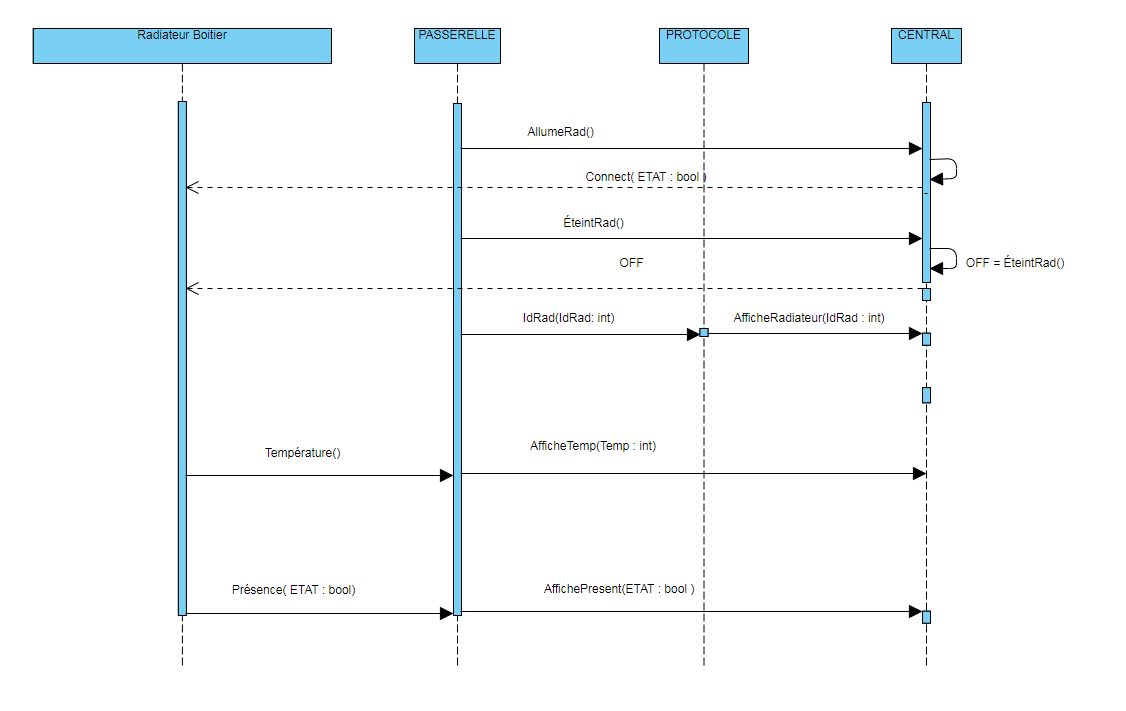 Radiateur Boitier
PASSERELLE
PROTOCOLE
CENTRAL
AllumeRad()
Connect( ETAT : bool )
ÉteintRad()
OFF
OFF = ÉteintRad()
IdRad(IdRad: int)
AfficheRadiateur(IdRad : int)
Température()
AfficheTemp(Temp : int)
Présence( ETAT : bool)
AffichePresent(ETAT : bool )